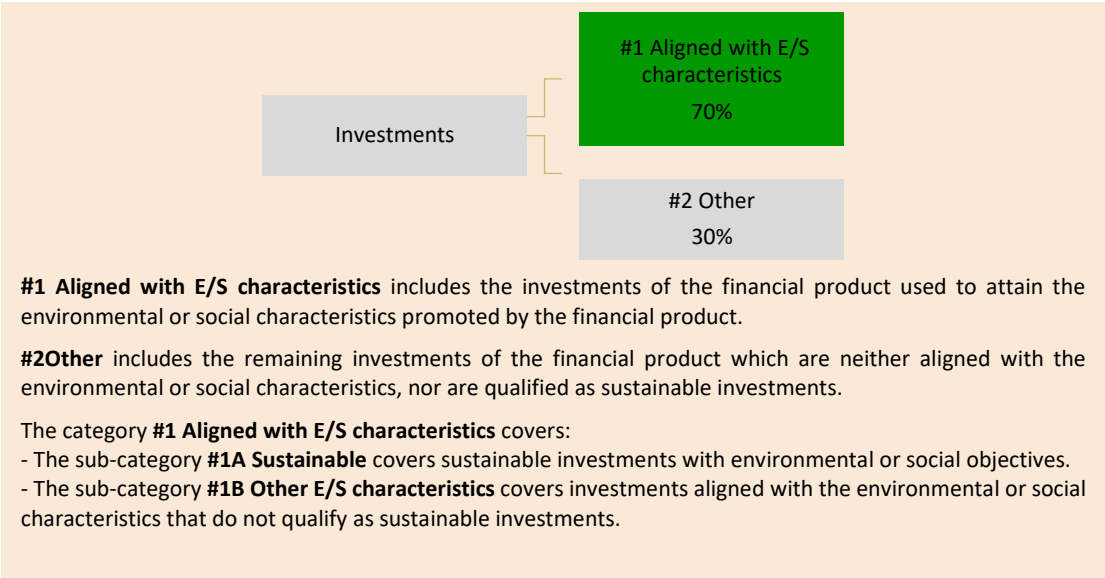 #1 Aligned with E/S
characteristics
70%
Investments
#2 Other
30%
#1 Aligned with E/S characteristics includes the investments of the financial product used to attain the
environmental or social characteristics promoted by the financial product.
#2Other includes the remaining investments of the financial product which are neither aligned with the
environmental or social characteristics, nor are qualified as sustainable investments.
The category #1 Aligned with E/S characteristics covers:
- The sub-category #1A Sustainable covers sustainable investments with environmental or social objectives.
- The sub-category #1B Other E/S characteristics covers investments aligned with the environmental or social
characteristics that do not qualify as sustainable investments.